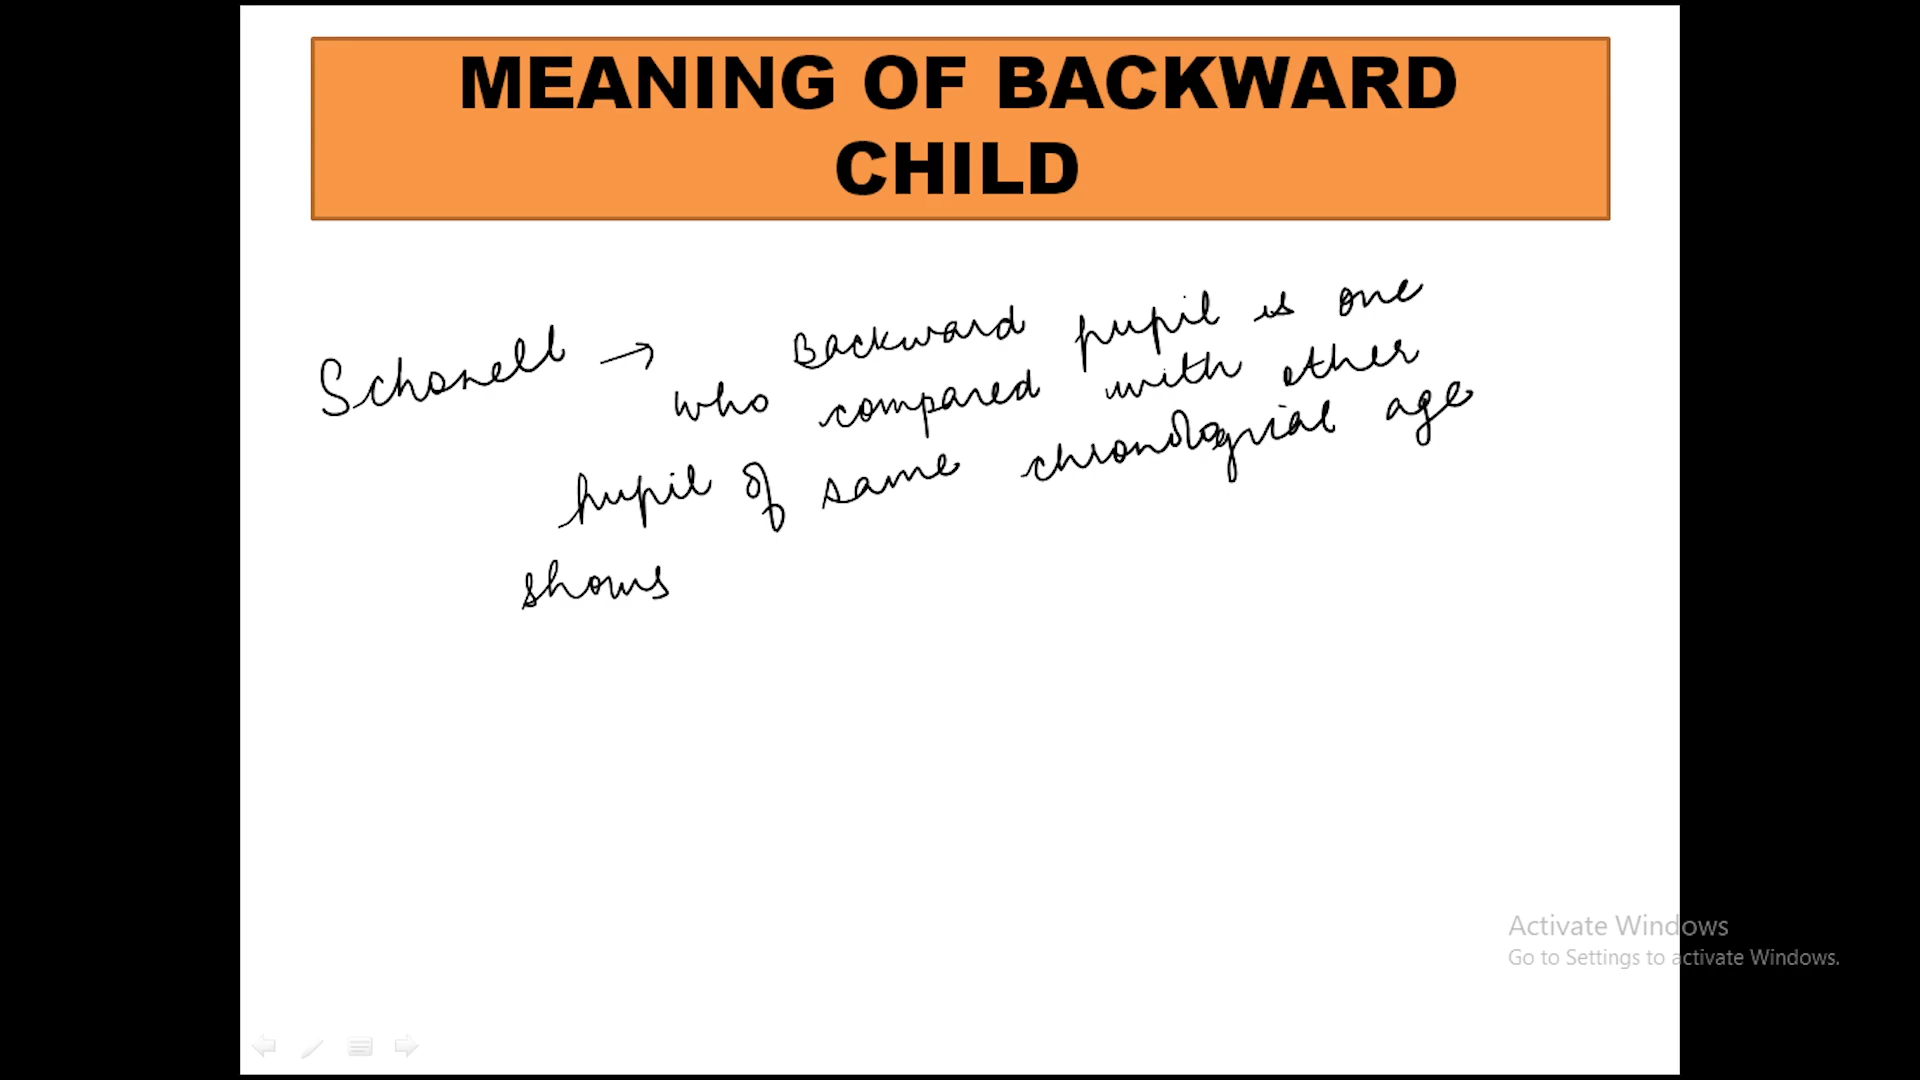 MEANING OF BACKWARD
CHILD
Schonell → Backward pupil is one
who compared with other
pupil of same chronological age
shows
Activate Windows
Go to Settings to activate Windows.